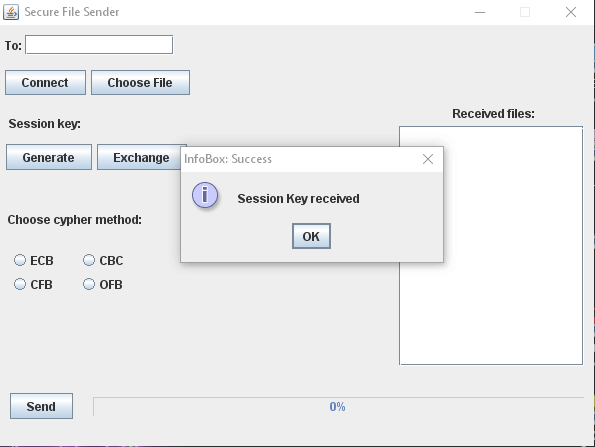 Secure File Sender
To:
Connect Choose File
Session key:
Received files:
Generate Exchange
InfoBox: Success
i
Session Key received
OK
Choose cypher method:
ECB CBC
CFB OFB
Send
0%